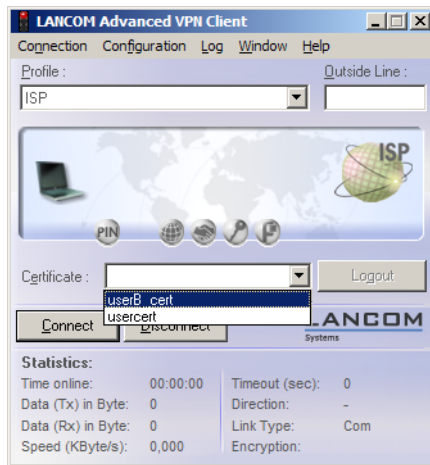 LANCOM Advanced VPN Client
Connection Configuration Log Window Help
Profile : Outside Line :
ISP
ISP
PIN
Certificate : Logout
userB_cert
usercert
Connect Disconnect LANCOM
Systems
Statistics:
Time online: 00:00:00 Timeout (sec): 0
Data (Tx) in Byte: 0 Direction: -
Data (Rx) in Byte: 0 Link Type: Com
Speed (KByte/s): 0,000 Encryption: